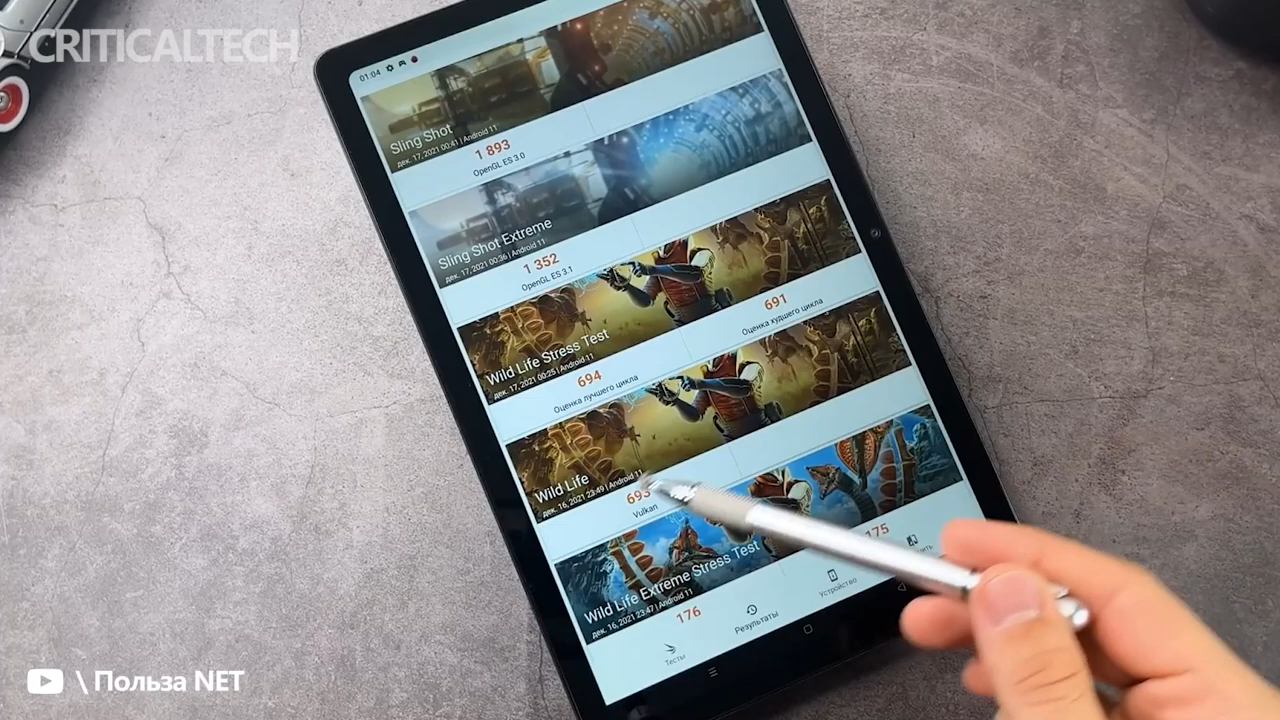 CRITICALTECH
01:04
Sling Shot
дек. 17, 2021 00:41 | Android 11
1 893
OpenGL ES 3.0
Sling Shot Extreme
дек. 17, 2021 00:36 | Android 11
1 352
OpenGL ES 3.1
Wild Life Stress Test
дек. 17, 2021 00:25 | Android 11
694
Оценка лучшего цикла
691
Оценка худшего цикла
Wild Life
дек. 16, 2021 23:49 | Android 11
693
Vulkan
Wild Life Extreme Stress Test
дек. 16, 2021 23:47 | Android 11
176
175
Тесты
Результаты
Устройство
\ Польза NET